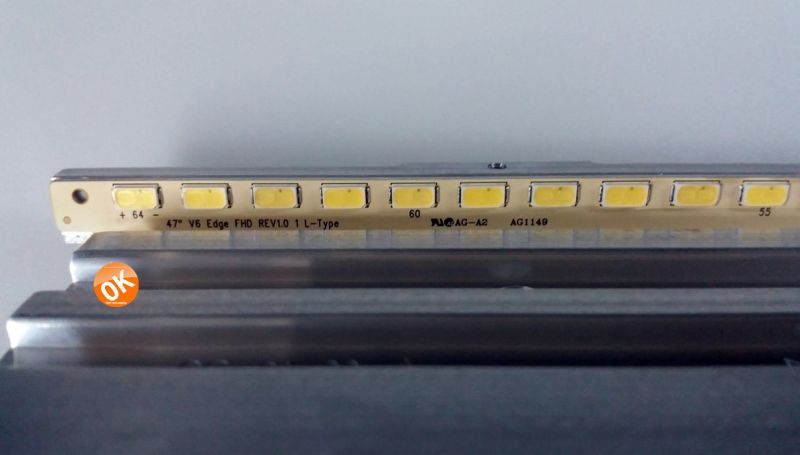 + 64 -
60
55
47" V6 Edge FHD REV1.0 1 L-Type
AG-A2
AG1149
OK